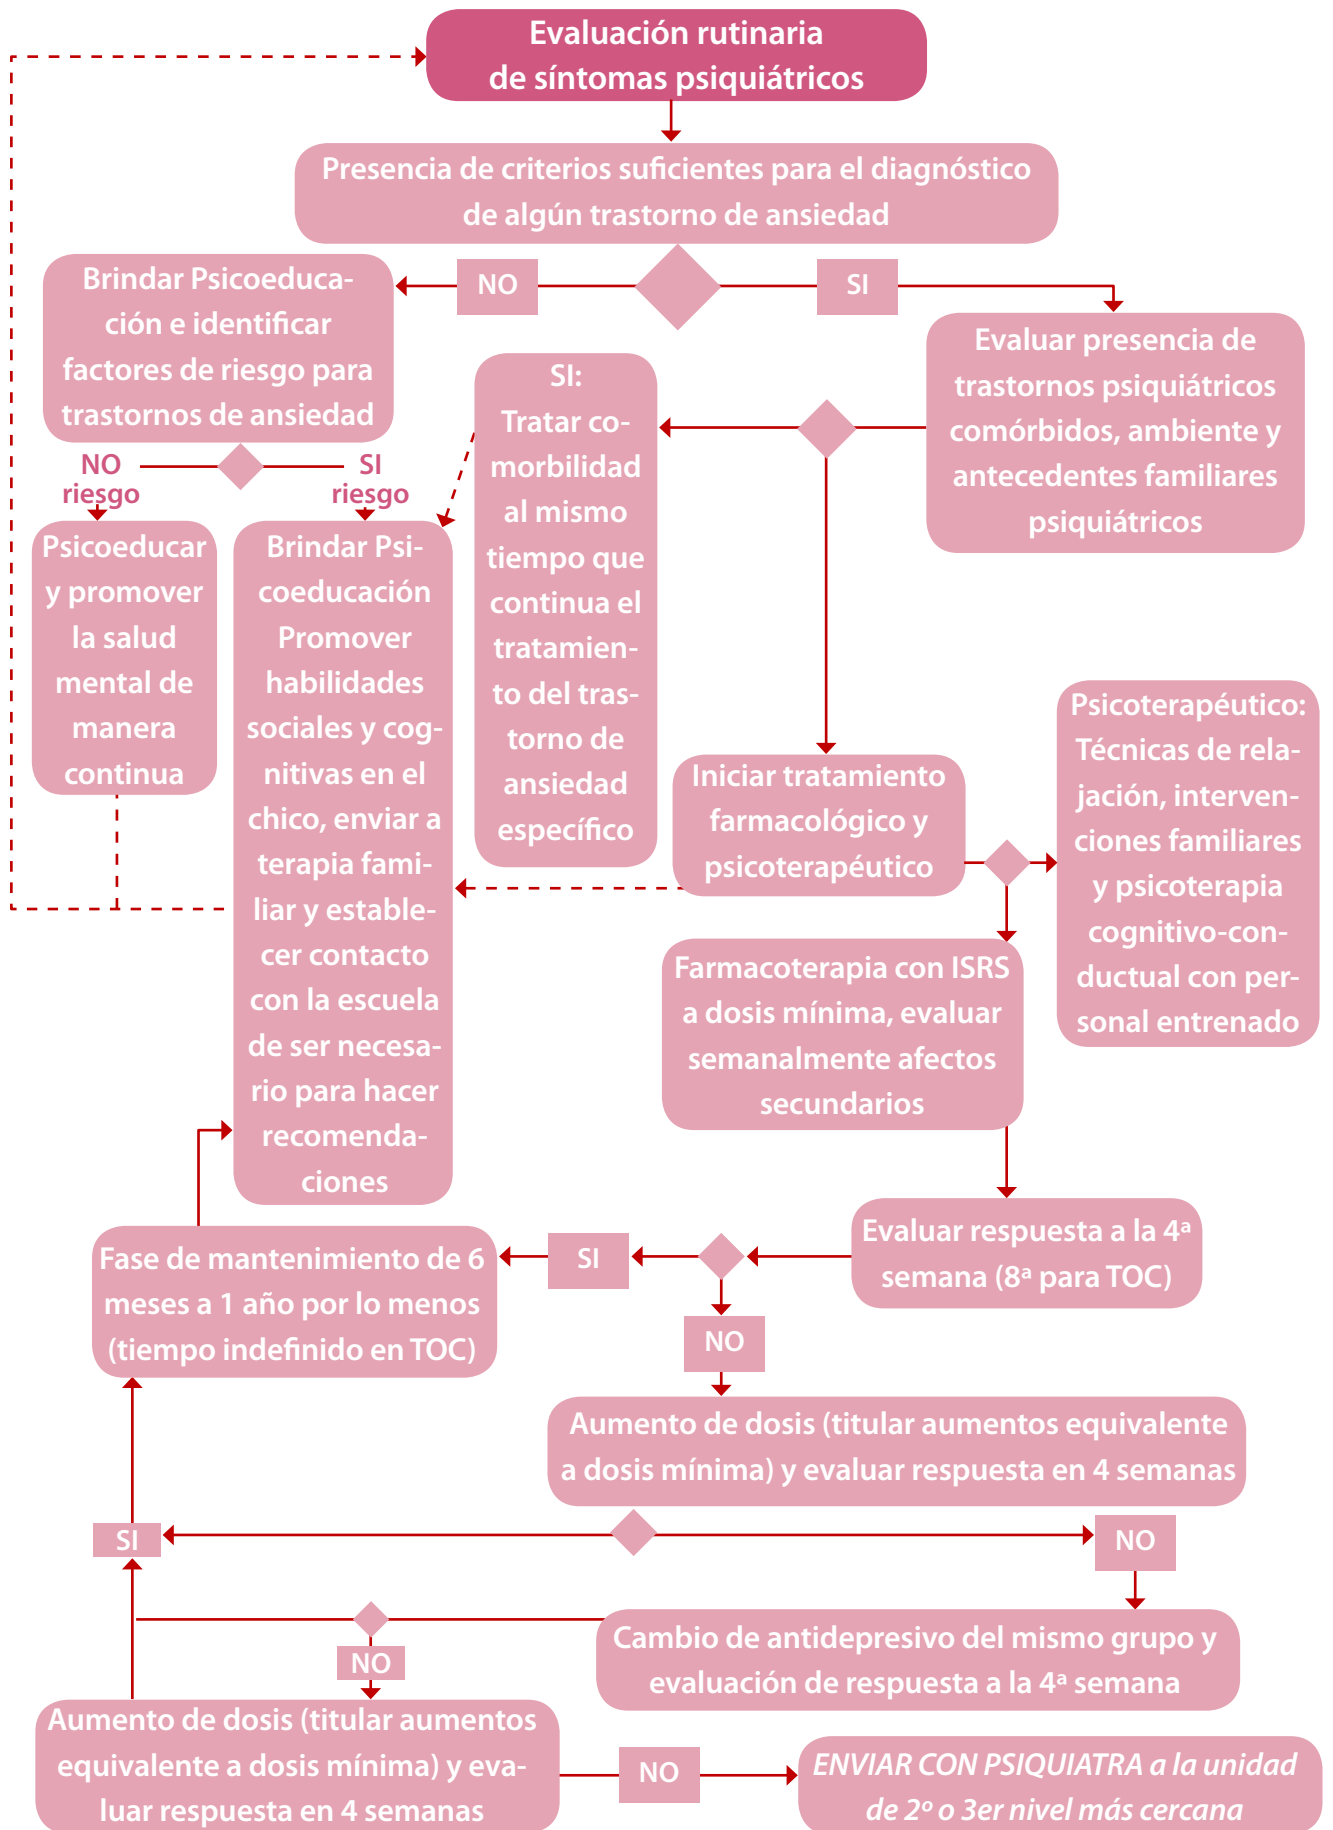 Evaluación rutinaria
de síntomas psiquiátricos
Presencia de criterios suficientes para el diagnóstico
de algún trastorno de ansiedad
NO
SI
Brindar Psicoeduca-
ción e identificar
factores de riesgo para
trastornos de ansiedad
Evaluar presencia de
trastornos psiquiátricos
comórbidos, ambiente y
antecedentes familiares
psiquiátricos
SI:
Tratar co-
morbilidad
al mismo
tiempo que
continua el
tratamien-
to del tras-
torno de
ansiedad
específico
NO
riesgo
SI
riesgo
Psicoeducar
y promover
la salud
mental de
manera
continua
Brindar Psi-
coeducación
Promover
habilidades
sociales y cog-
nitivas en el
chico, enviar a
terapia fami-
liar y estable-
cer contacto
con la escuela
de ser necesa-
rio para hacer
recomenda-
ciones
Iniciar tratamiento
farmacológico y
psicoterapéutico
Psicoterapéutico:
Técnicas de rela-
jación, interven-
ciones familiares
y psicoterapia
cognitivo-con-
ductual con per-
sonal entrenado
Farmacoterapia con ISRS
a dosis mínima, evaluar
semanalmente afectos
secundarios
Evaluar respuesta a la 4ª
semana (8ª para TOC)
SI
Fase de mantenimiento de 6
meses a 1 año por lo menos
(tiempo indefinido en TOC)
NO
Aumento de dosis (titular aumentos equivalente
a dosis mínima) y evaluar respuesta en 4 semanas
SI
NO
Cambio de antidepresivo del mismo grupo y
evaluación de respuesta a la 4ª semana
NO
Aumento de dosis (titular aumentos
equivalente a dosis mínima) y eva-
luar respuesta en 4 semanas
NO
ENVIAR CON PSIQUIATRA a la unidad
de 2º o 3er nivel más cercana